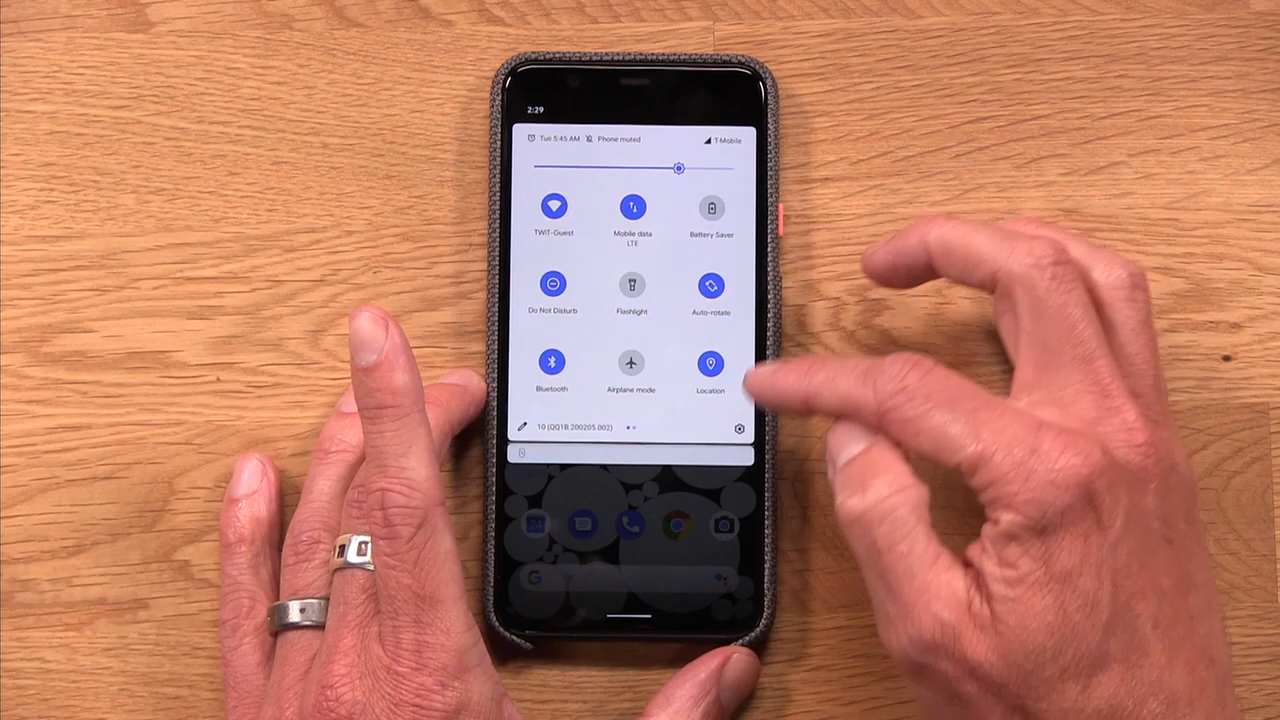 2:29
Tue 5:45 AM Phone muted T-Mobile
TWiT-Guest Mobile data Battery Saver
LTE
Do Not Disturb Flashlight Auto-rotate
Bluetooth Airplane mode Location
10 (QQ1B.200205.002)
24
G